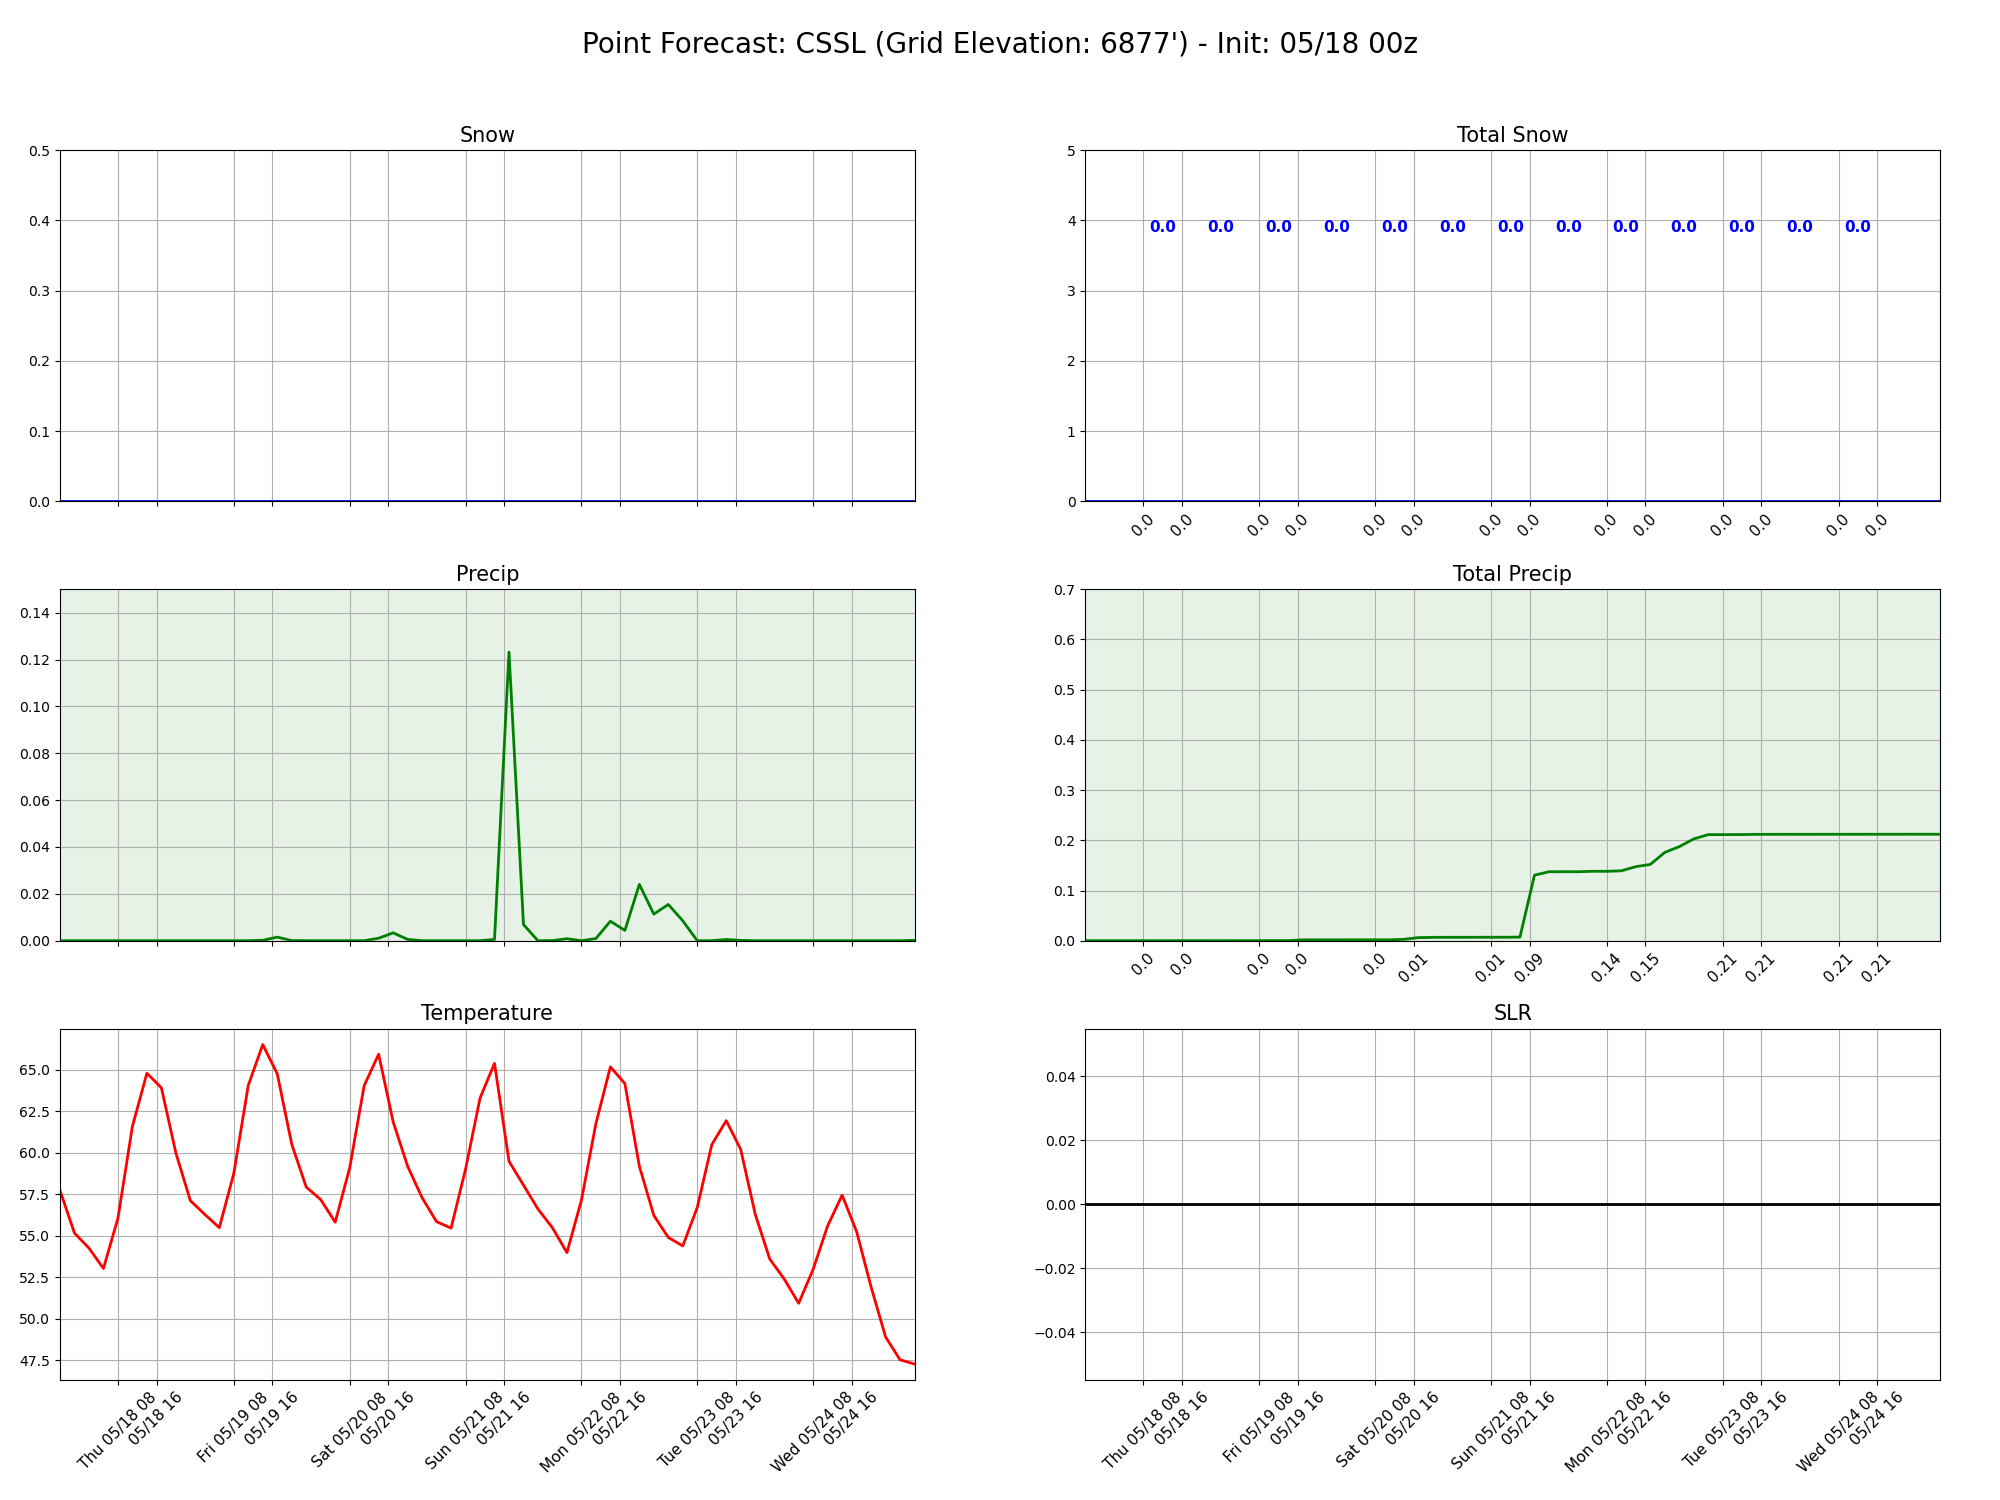 Point Forecast: CSSL (Grid Elevation: 6877') - Init: 05/18 00z
Snow
0.5
0.4
0.3
0.2
0.1
0.0
Total Snow
5
4
3
2
1
0
0.0 0.0 0.0 0.0 0.0 0.0 0.0 0.0 0.0 0.0 0.0 0.0 0.0
0.0 0.0 0.0 0.0 0.0 0.0 0.0 0.0 0.0 0.0 0.0 0.0 0.0 0.0
Precip
0.14
0.12
0.10
0.08
0.06
0.04
0.02
0.00
Total Precip
0.7
0.6
0.5
0.4
0.3
0.2
0.1
0.0
0.0 0.0 0.0 0.0 0.0 0.01 0.01 0.09 0.14 0.15 0.21 0.21 0.21 0.21
Temperature
65.0
62.5
60.0
57.5
55.0
52.5
50.0
47.5
Thu 05/18 08
05/18 16
Fri 05/19 08
05/19 16
Sat 05/20 08
05/20 16
Sun 05/21 08
05/21 16
Mon 05/22 08
05/22 16
Tue 05/23 08
05/23 16
Wed 05/24 08
05/24 16
SLR
0.04
0.02
0.00
−0.02
−0.04
Thu 05/18 08
05/18 16
Fri 05/19 08
05/19 16
Sat 05/20 08
05/20 16
Sun 05/21 08
05/21 16
Mon 05/22 08
05/22 16
Tue 05/23 08
05/23 16
Wed 05/24 08
05/24 16